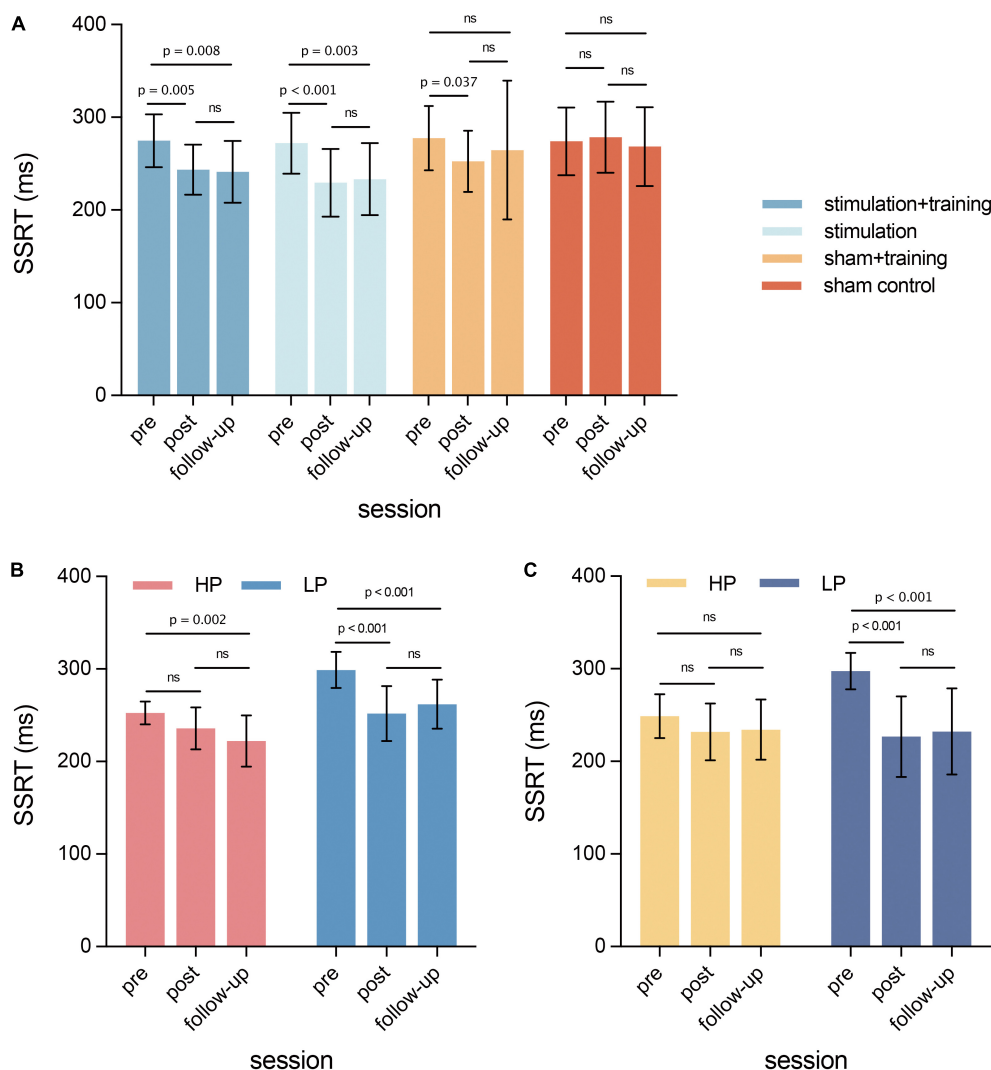 A
400
300
200
100
0
SSRT (ms)
p = 0.008
p = 0.005
ns
p = 0.003
p < 0.001
ns
ns
ns
p = 0.037
ns
ns
ns
pre
post
follow-up
pre
post
follow-up
pre
post
follow-up
pre
post
follow-up
session
stimulation+training
stimulation
sham+training
sham control
B
HP
LP
400
300
200
100
0
SSRT (ms)
p = 0.002
ns
ns
p < 0.001
p < 0.001
ns
pre
post
follow-up
pre
post
follow-up
session
C
HP
LP
400
300
200
100
0
SSRT (ms)
ns
ns
ns
p < 0.001
p < 0.001
ns
pre
post
follow-up
pre
post
follow-up
session